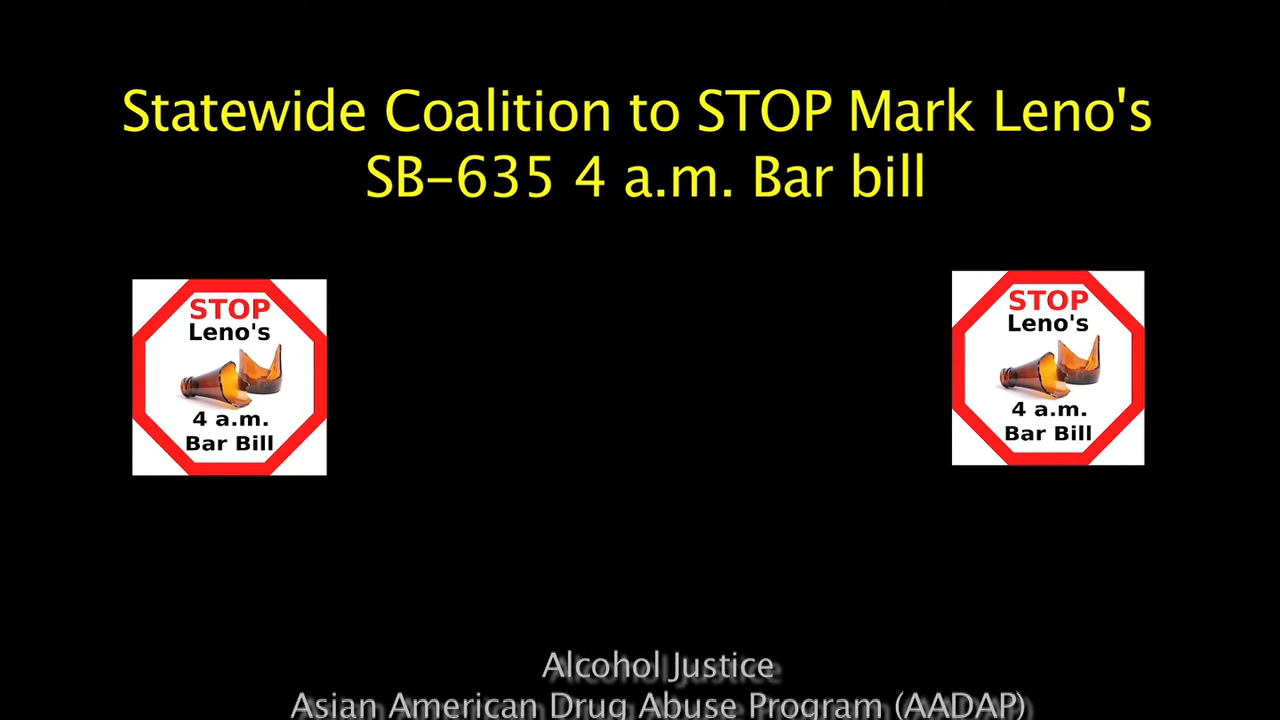 Statewide Coalition to STOP Mark Leno's
SB-635 4 a.m. Bar bill
STOP
Leno's
4 a.m.
Bar Bill
STOP
Leno's
4 a.m.
Bar Bill
Alcohol Justice
Asian American Drug Abuse Program (AADAP)